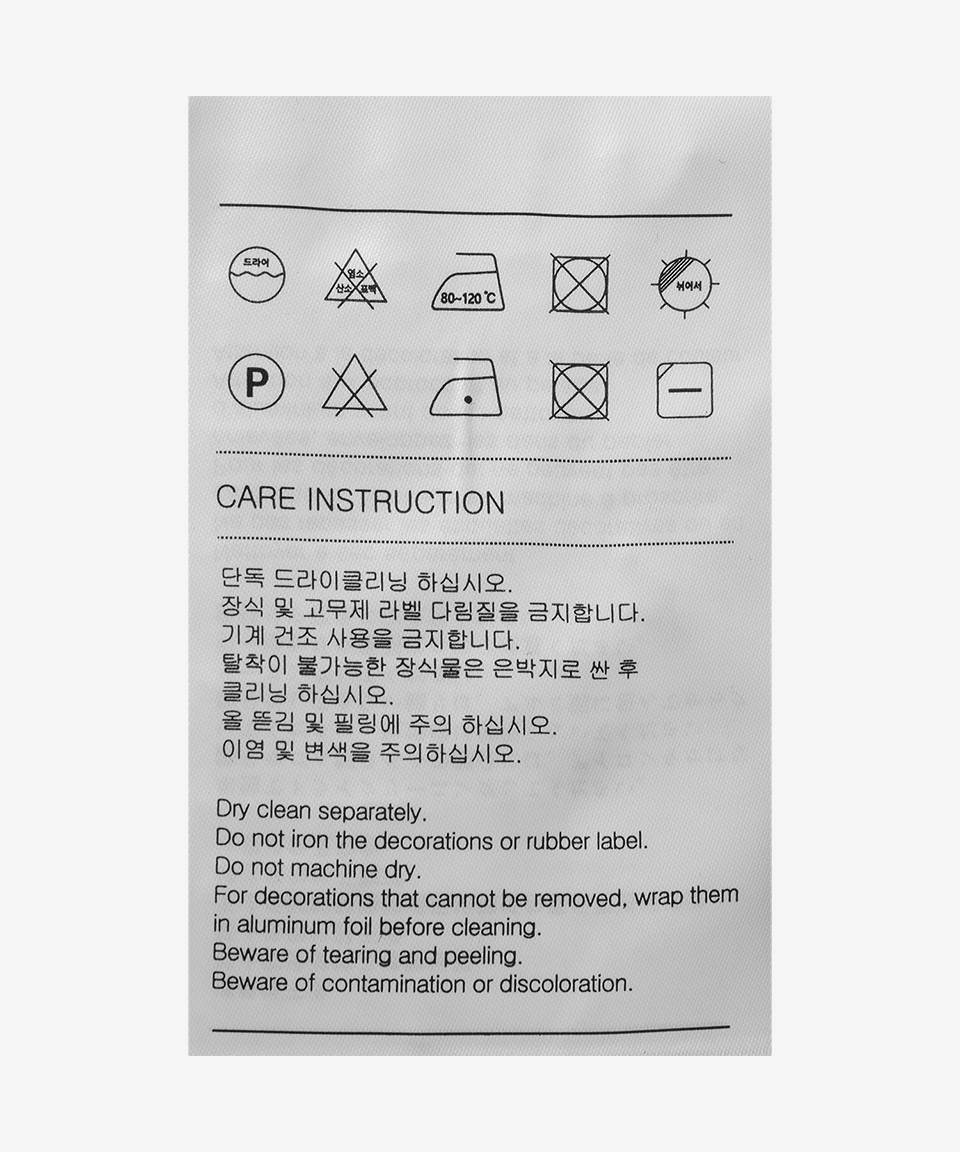 드라이
염소
산소 표백
80~120℃
뉘어서
P
CARE INSTRUCTION
단독 드라이클리닝 하십시오.
장식 및 고무제 라벨 다림질을 금지합니다.
기계 건조 사용을 금지합니다.
탈착이 불가능한 장식물은 은박지로 싼 후
클리닝 하십시오.
올 뜯김 및 필링에 주의 하십시오.
이염 및 변색을 주의하십시오.
Dry clean separately.
Do not iron the decorations or rubber label.
Do not machine dry.
For decorations that cannot be removed, wrap them
in aluminum foil before cleaning.
Beware of tearing and peeling.
Beware of contamination or discoloration.